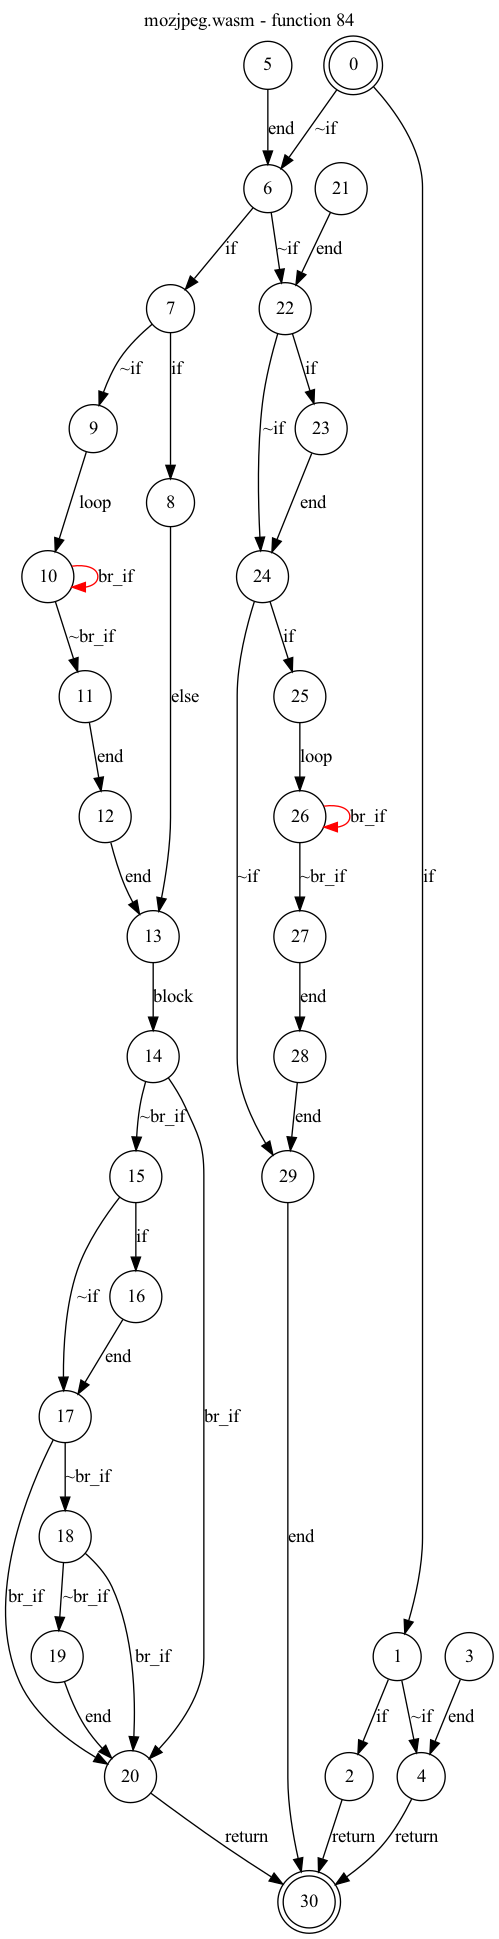 mozjpeg.wasm - function 84
5
0
end
~if
6
21
if
~if
end
7
22
~if
if
if
9
~if
23
loop
8
end
10
br_if
24
~br_if
if
11
else
25
end
loop
12
26
br_if
end
~if
~br_if
if
13
27
block
end
14
28
~br_if
end
15
29
if
~if
16
end
17
br_if
~br_if
18
end
br_if
~br_if
19
br_if
1
3
end
if
~if
end
20
2
4
return
return
return
30